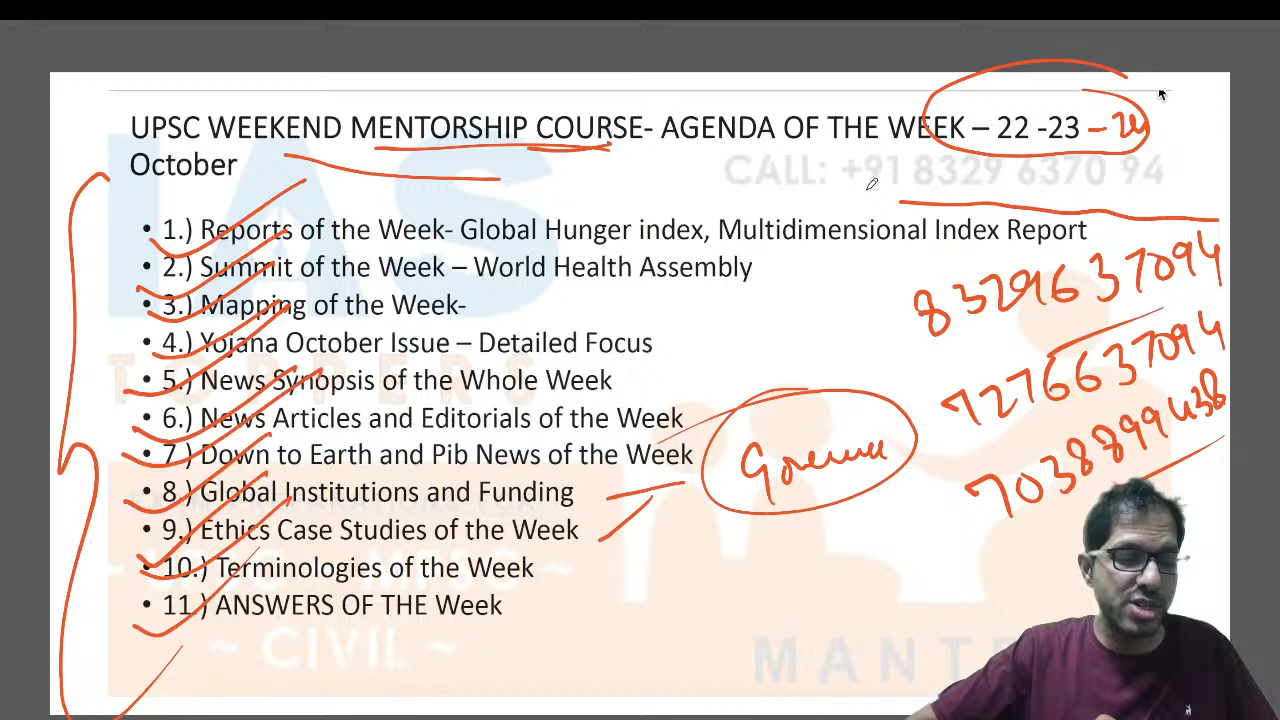 UPSC WEEKEND MENTORSHIP COURSE- AGENDA OF THE WEEK – 22 -23 – 24
October
CALL: +91 8329 6370 94
• 1.) Reports of the Week- Global Hunger index, Multidimensional Index Report
• 2.) Summit of the Week – World Health Assembly
• 3.) Mapping of the Week-
• 4.) Yojana October Issue – Detailed Focus
• 5.) News Synopsis of the Whole Week
• 6.) News Articles and Editorials of the Week
• 7.) Down to Earth and Pib News of the Week
• 8.) Global Institutions and Funding
• 9.) Ethics Case Studies of the Week
• 10.) Terminologies of the Week
• 11.) ANSWERS OF THE Week
8329637094
7276637094
7038899438
IAS
TOPPERS
~ CIVIL ~